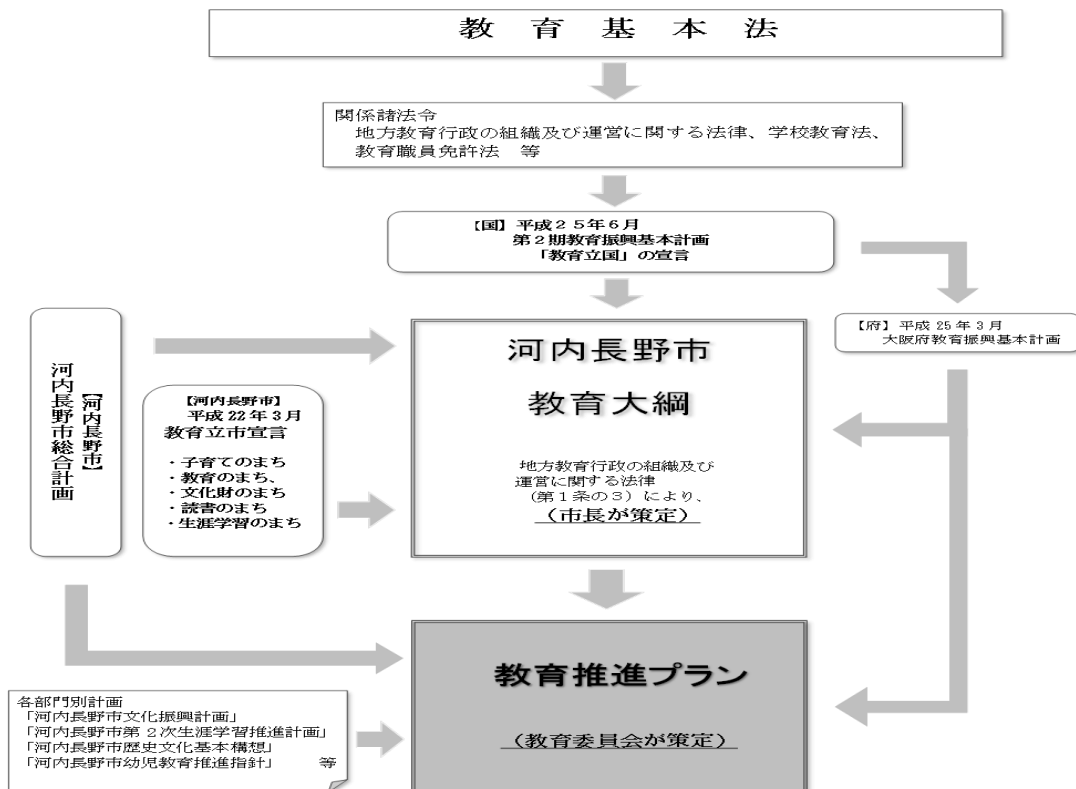 教育基本法
関係諸法令
地方教育行政の組織及び運営に関する法律、学校教育法、
教育職員免許法 等
【国】平成２５年６月
第２期教育振興基本計画
「教育立国」の宣言
【府】平成 25 年 3 月
大阪府教育振興基本計画
【河内長野市】
河内長野市総合計画
【河内長野市】
平成 22 年 3 月
教育立市宣言
・子育てのまち
・教育のまち、
・文化財のまち
・読書のまち
・生涯学習のまち
河内長野市
教育大綱
地方教育行政の組織及び
運営に関する法律
（第１条の３）により、
（市長が策定）
教育推進プラン
（教育委員会が策定）
各部門別計画
「河内長野市文化振興計画」
「河内長野市第２次生涯学習推進計画」
「河内長野市歴史文化基本構想」
「河内長野市幼児教育推進指針」 等